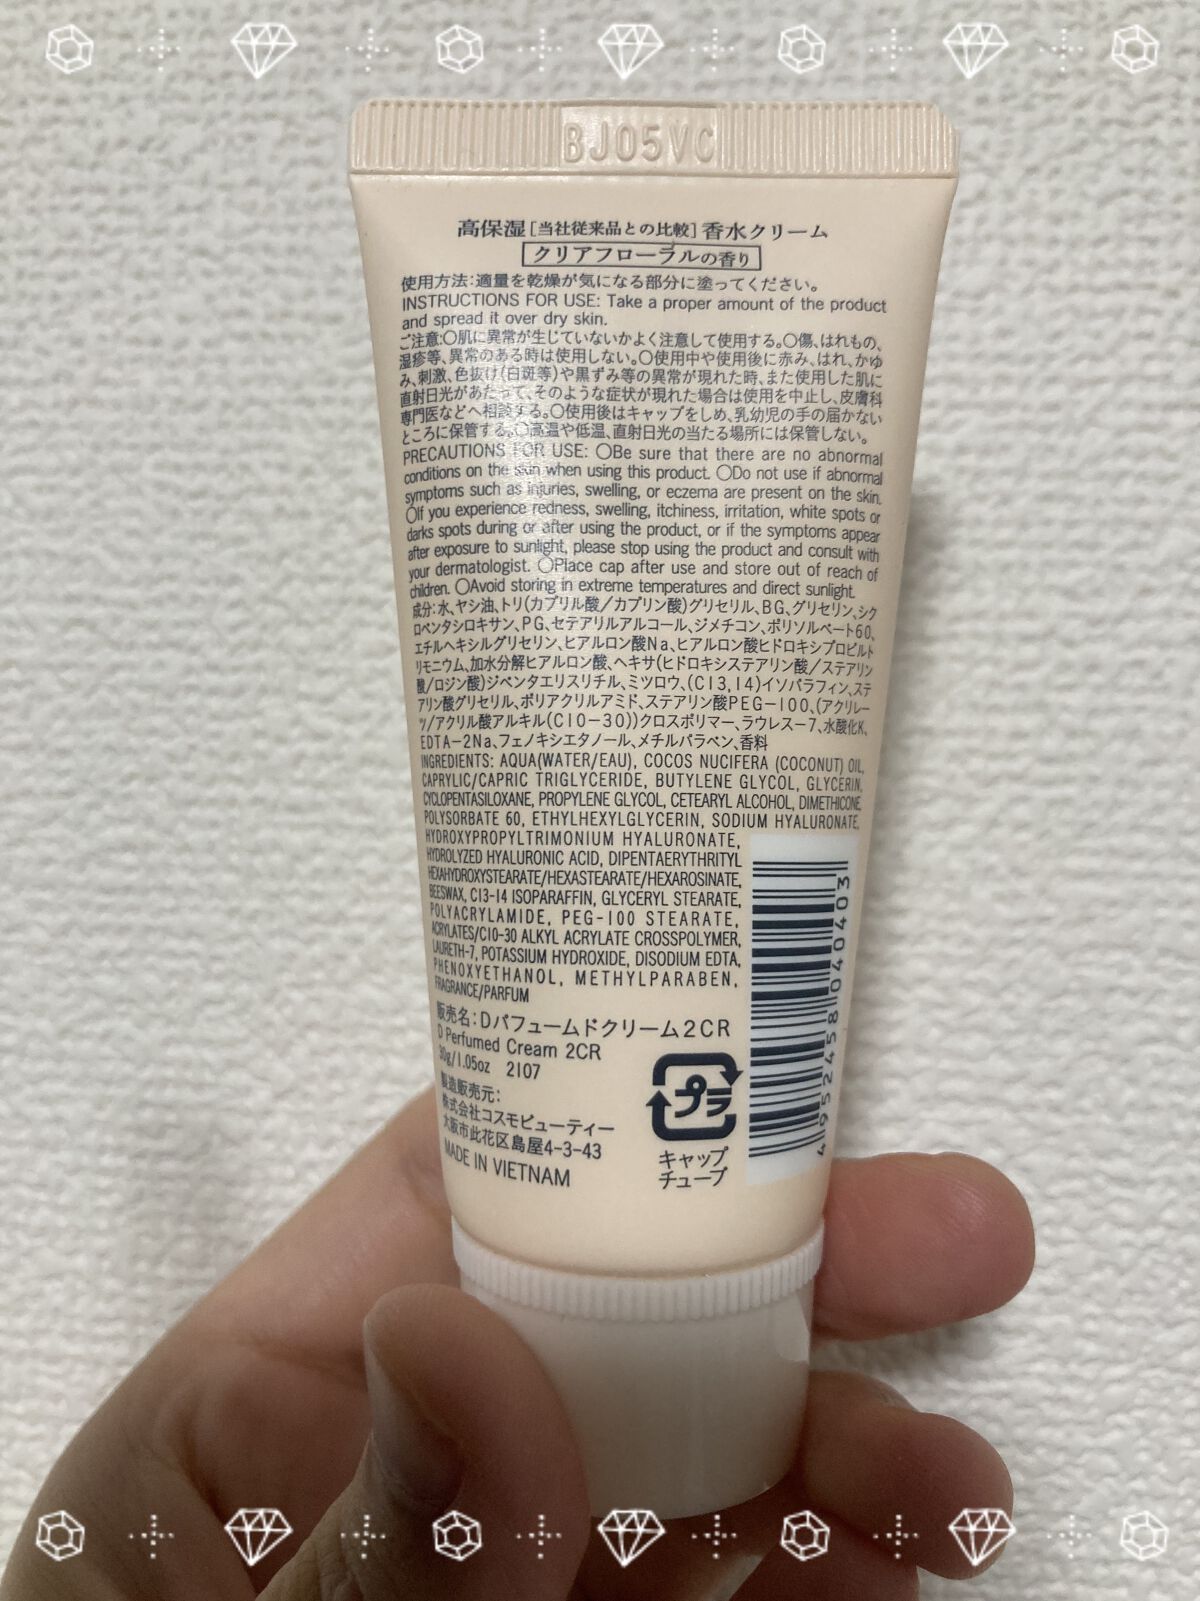 BJ05VC
高保湿[当社従来品との比較]香水クリーム
クリアフローラルの香り
使用方法:適量を乾燥が気になる部分に塗ってください。
INSTRUCTIONS FOR USE: Take a proper amount of the product
and spread it over dry skin.
ご注意:〇肌に異常が生じていないかよく注意して使用する。〇傷、はれもの、
湿疹等、異常のある時は使用しない。〇使用中や使用後に赤み、はれ、かゆ
み、刺激、色抜け(白斑等)や黒ずみ等の異常が現れた時、また使用した肌に
直射日光があたって、そのような症状が現れた場合は使用を中止し、皮膚科
専門医などへ相談する。〇使用後はキャップをしめ、乳幼児の手の届かない
ところに保管する。〇高温や低温、直射日光の当たる場所には保管しない。
PRECAUTIONS FOR USE: 〇Be sure that there are no abnormal
conditions on the skin when using this product. 〇Do not use if abnormal
symptoms such as injuries, swelling, or eczema are present on the skin.
〇If you experience redness, swelling, itchiness, irritation, white spots or
darks spots during or after using the product, or if the symptoms appear
after exposure to sunlight, please stop using the product and consult with
your dermatologist. 〇Place cap after use and store out of reach of
children. 〇Avoid storing in extreme temperatures and direct sunlight.
成分:水、ヤシ油、トリ(カプリル酸/カプリン酸)グリセリル、BG、グリセリン、シク
ロペンタシロキサン、PG、セテアリルアルコール、ジメチコン、ポリソルベート60、
エチルヘキシルグリセリン、ヒアルロン酸Na、ヒアルロン酸ヒドロキシプロピルト
リモニウム、加水分解ヒアルロン酸、ヘキサ(ヒドロキシステアリン酸/ステアリン
酸/ロジン酸)ジペンタエリスリチル、ミツロウ、(C13,14)イソパラフィン、ステ
アリン酸グリセリル、ポリアクリルアミド、ステアリン酸PEG-100、(アクリレー
ツ/アクリル酸アルキル(C10-30))クロスポリマー、ラウレス-7、水酸化K、
EDTA-2Na、フェノキシエタノール、メチルパラベン、香料
INGREDIENTS: AQUA(WATER/EAU), COCOS NUCIFERA (COCONUT) OIL,
CAPRYLIC/CAPRIC TRIGLYCERIDE, BUTYLENE GLYCOL, GLYCERIN,
CYCLOPENTASILOXANE, PROPYLENE GLYCOL, CETEARYL ALCOHOL, DIMETHICONE,
POLYSORBATE 60, ETHYLHEXYLGLYCERIN, SODIUM HYALURONATE,
HYDROXYPROPYLTRIMONIUM HYALURONATE,
HYDROLYZED HYALURONIC ACID, DIPENTAERYTHRITYL
HEXAHYDROXYSTEARATE/HEXASTEARATE/HEXAROSINATE,
BEESWAX, C13-14 ISOPARAFFIN, GLYCERYL STEARATE,
POLYACRYLAMIDE, PEG-100 STEARATE,
ACRYLATES/C10-30 ALKYL ACRYLATE CROSSPOLYMER,
LAURETH-7, POTASSIUM HYDROXIDE, DISODIUM EDTA,
PHENOXYETHANOL, METHYLPARABEN,
FRAGRANCE/PARFUM
販売名:Dパフュームドクリーム2CR
D Perfumed Cream 2CR
30g/1.05oz 2107
製造販売元:
株式会社コスモビューティー
大阪市此花区島屋4-3-43
MADE IN VIETNAM
プラ
キャップ
チューブ
4952458040403